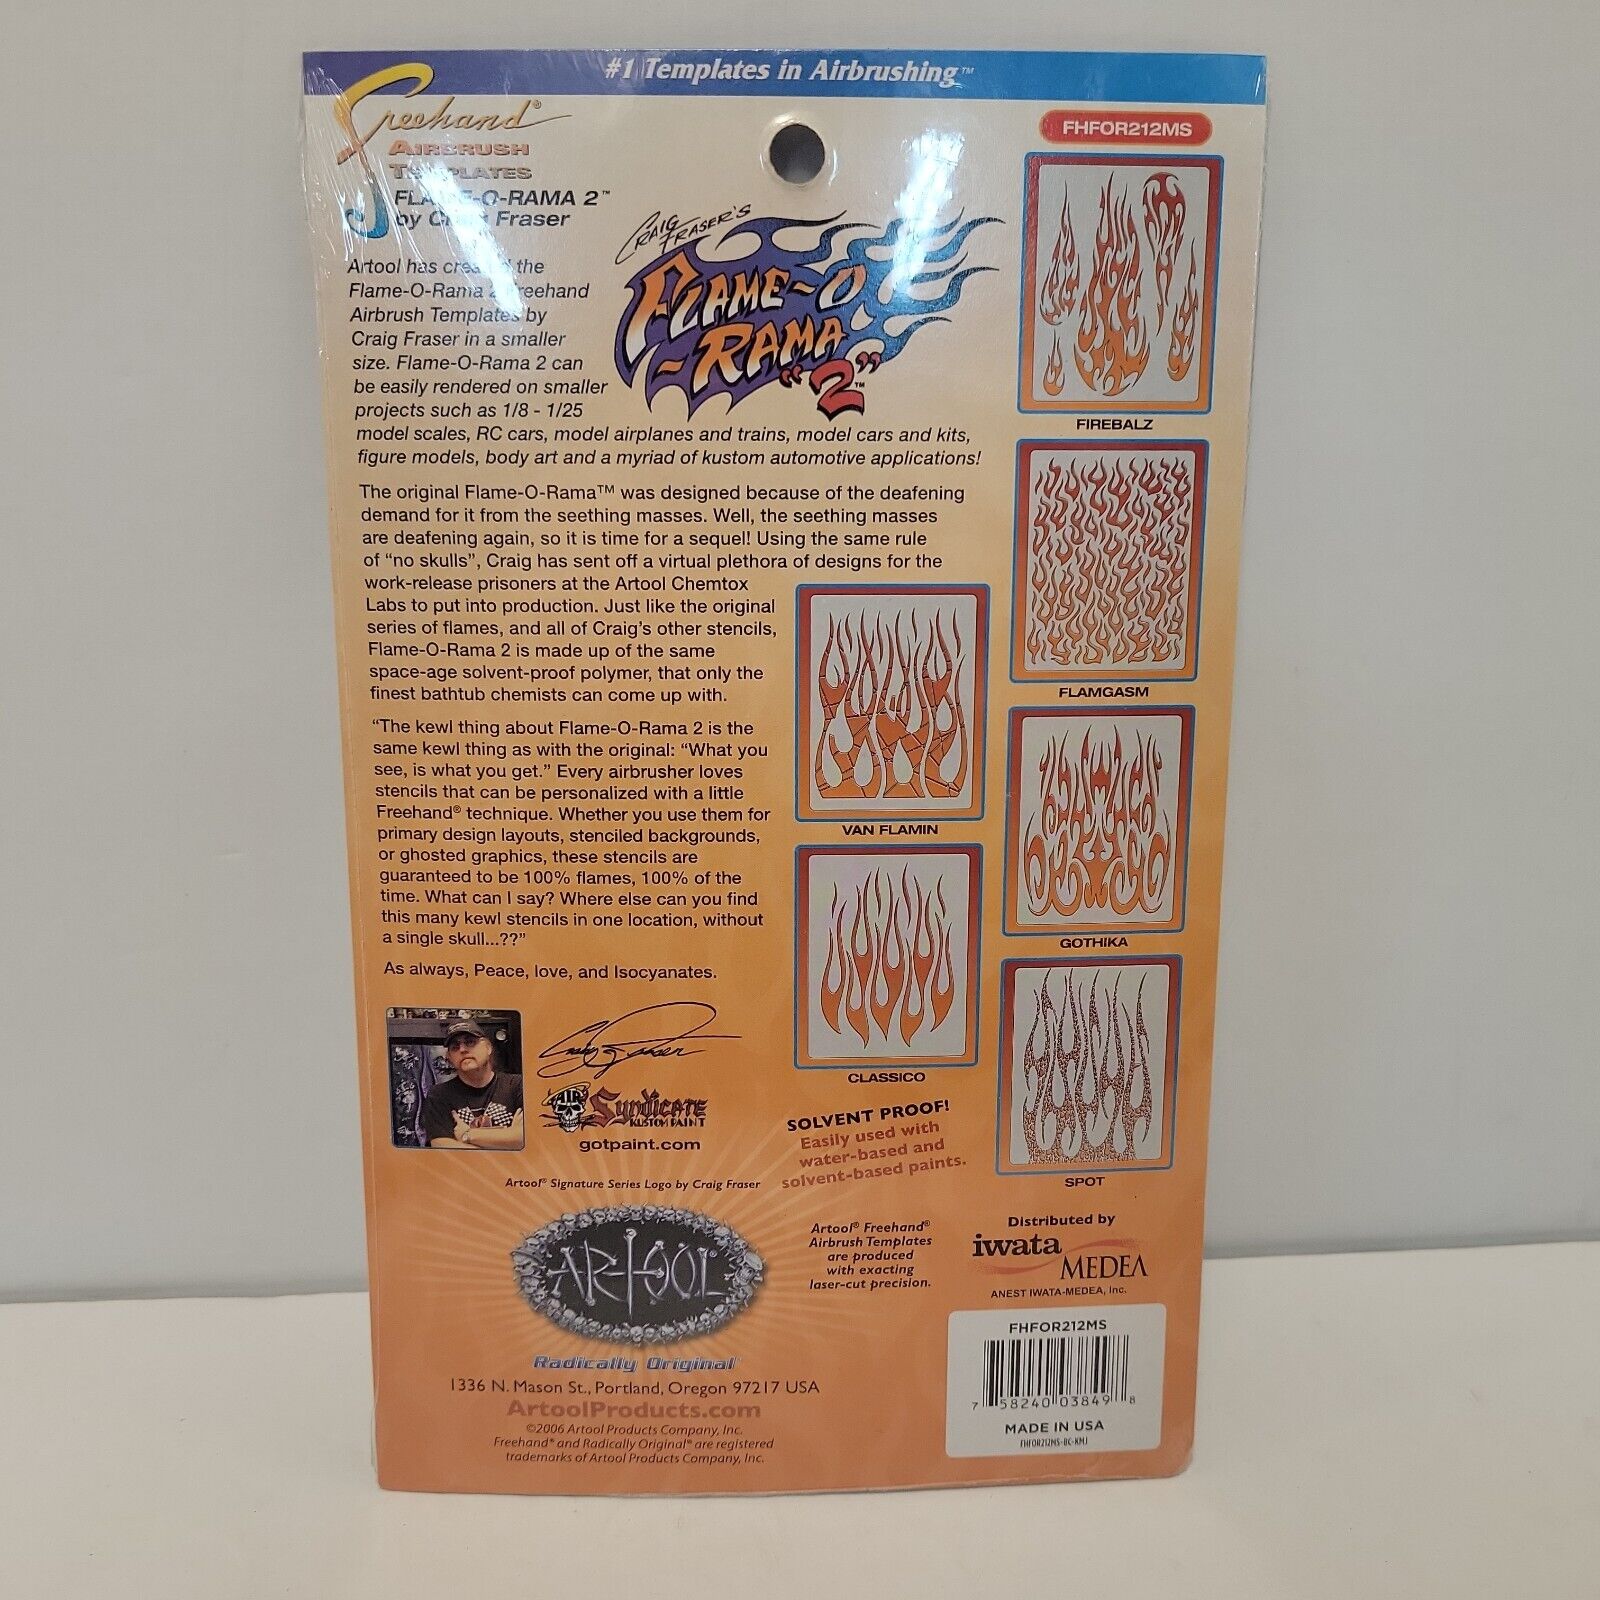 #1 Templates in Airbrushing™
Freehand®
AIRBRUSH
TEMPLATES
FLAME-O-RAMA 2™
by Craig Fraser
FHFOR212MS
CRAIG FRASER'S
FLAME-O
-RAMA
"2"™
Artool has created the
Flame-O-Rama 2 Freehand
Airbrush Templates by
Craig Fraser in a smaller
size. Flame-O-Rama 2 can
be easily rendered on smaller
projects such as 1/8 - 1/25
model scales, RC cars, model airplanes and trains, model cars and kits,
figure models, body art and a myriad of kustom automotive applications!
The original Flame-O-Rama™ was designed because of the deafening
demand for it from the seething masses. Well, the seething masses
are deafening again, so it is time for a sequel! Using the same rule
of “no skulls”, Craig has sent off a virtual plethora of designs for the
work-release prisoners at the Artool Chemtox
Labs to put into production. Just like the original
series of flames, and all of Craig’s other stencils,
Flame-O-Rama 2 is made up of the same
space-age solvent-proof polymer, that only the
finest bathtub chemists can come up with.
“The kewl thing about Flame-O-Rama 2 is the
same kewl thing as with the original: “What you
see, is what you get.” Every airbrusher loves
stencils that can be personalized with a little
Freehand® technique. Whether you use them for
primary design layouts, stenciled backgrounds,
or ghosted graphics, these stencils are
guaranteed to be 100% flames, 100% of the
time. What can I say? Where else can you find
this many kewl stencils in one location, without
a single skull...??”
As always, Peace, love, and Isocyanates.
FIREBALZ
FLAMGASM
VAN FLAMIN
GOTHIKA
CLASSICO
SPOT
Craig Fraser
AIR
Syndicate
KUSTOM PAINT
gotpaint.com
Artool® Signature Series Logo by Craig Fraser
SOLVENT PROOF!
Easily used with
water-based and
solvent-based paints.
ARTOOL
Radically Original™
1336 N. Mason St., Portland, Oregon 97217 USA
ArtoolProducts.com
©2006 Artool Products Company, Inc.
Freehand® and Radically Original® are registered
trademarks of Artool Products Company, Inc.
Artool® Freehand®
Airbrush Templates
are produced
with exacting
laser-cut precision.
Distributed by
iwata
MEDEA
ANEST IWATA-MEDEA, Inc.
FHFOR212MS
7 58240 03849 8
MADE IN USA
FHFOR212MS-BC-KMJ